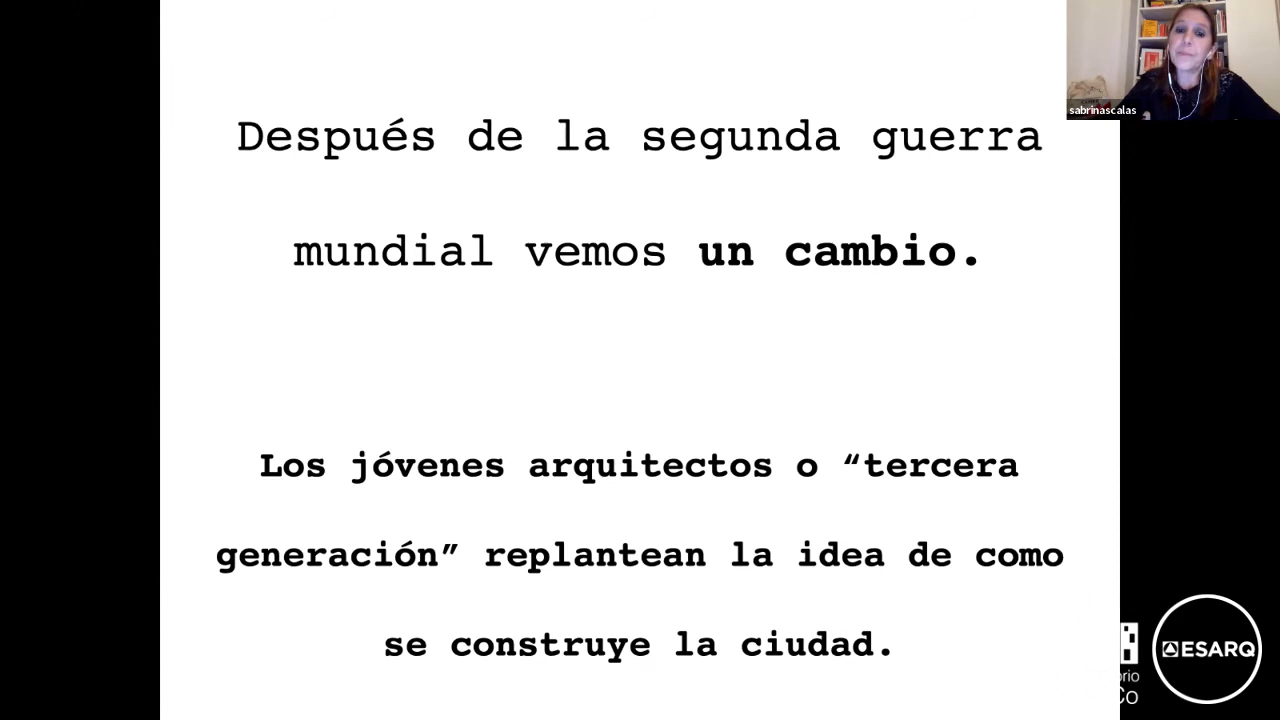 sabrinascalas
Después de la segunda guerra
mundial vemos un cambio.
Los jóvenes arquitectos o “tercera
generación” replantean la idea de como
se construye la ciudad.
ESARQ